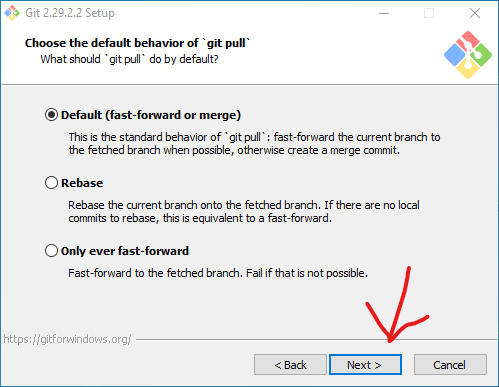 Git 2.29.2.2 Setup
Choose the default behavior of `git pull`
What should `git pull` do by default?
Default (fast-forward or merge)
This is the standard behavior of `git pull`: fast-forward the current branch to
the fetched branch when possible, otherwise create a merge commit.
Rebase
Rebase the current branch onto the fetched branch. If there are no local
commits to rebase, this is equivalent to a fast-forward.
Only ever fast-forward
Fast-forward to the fetched branch. Fail if that is not possible.
https://gitforwindows.org/
< Back
Next >
Cancel